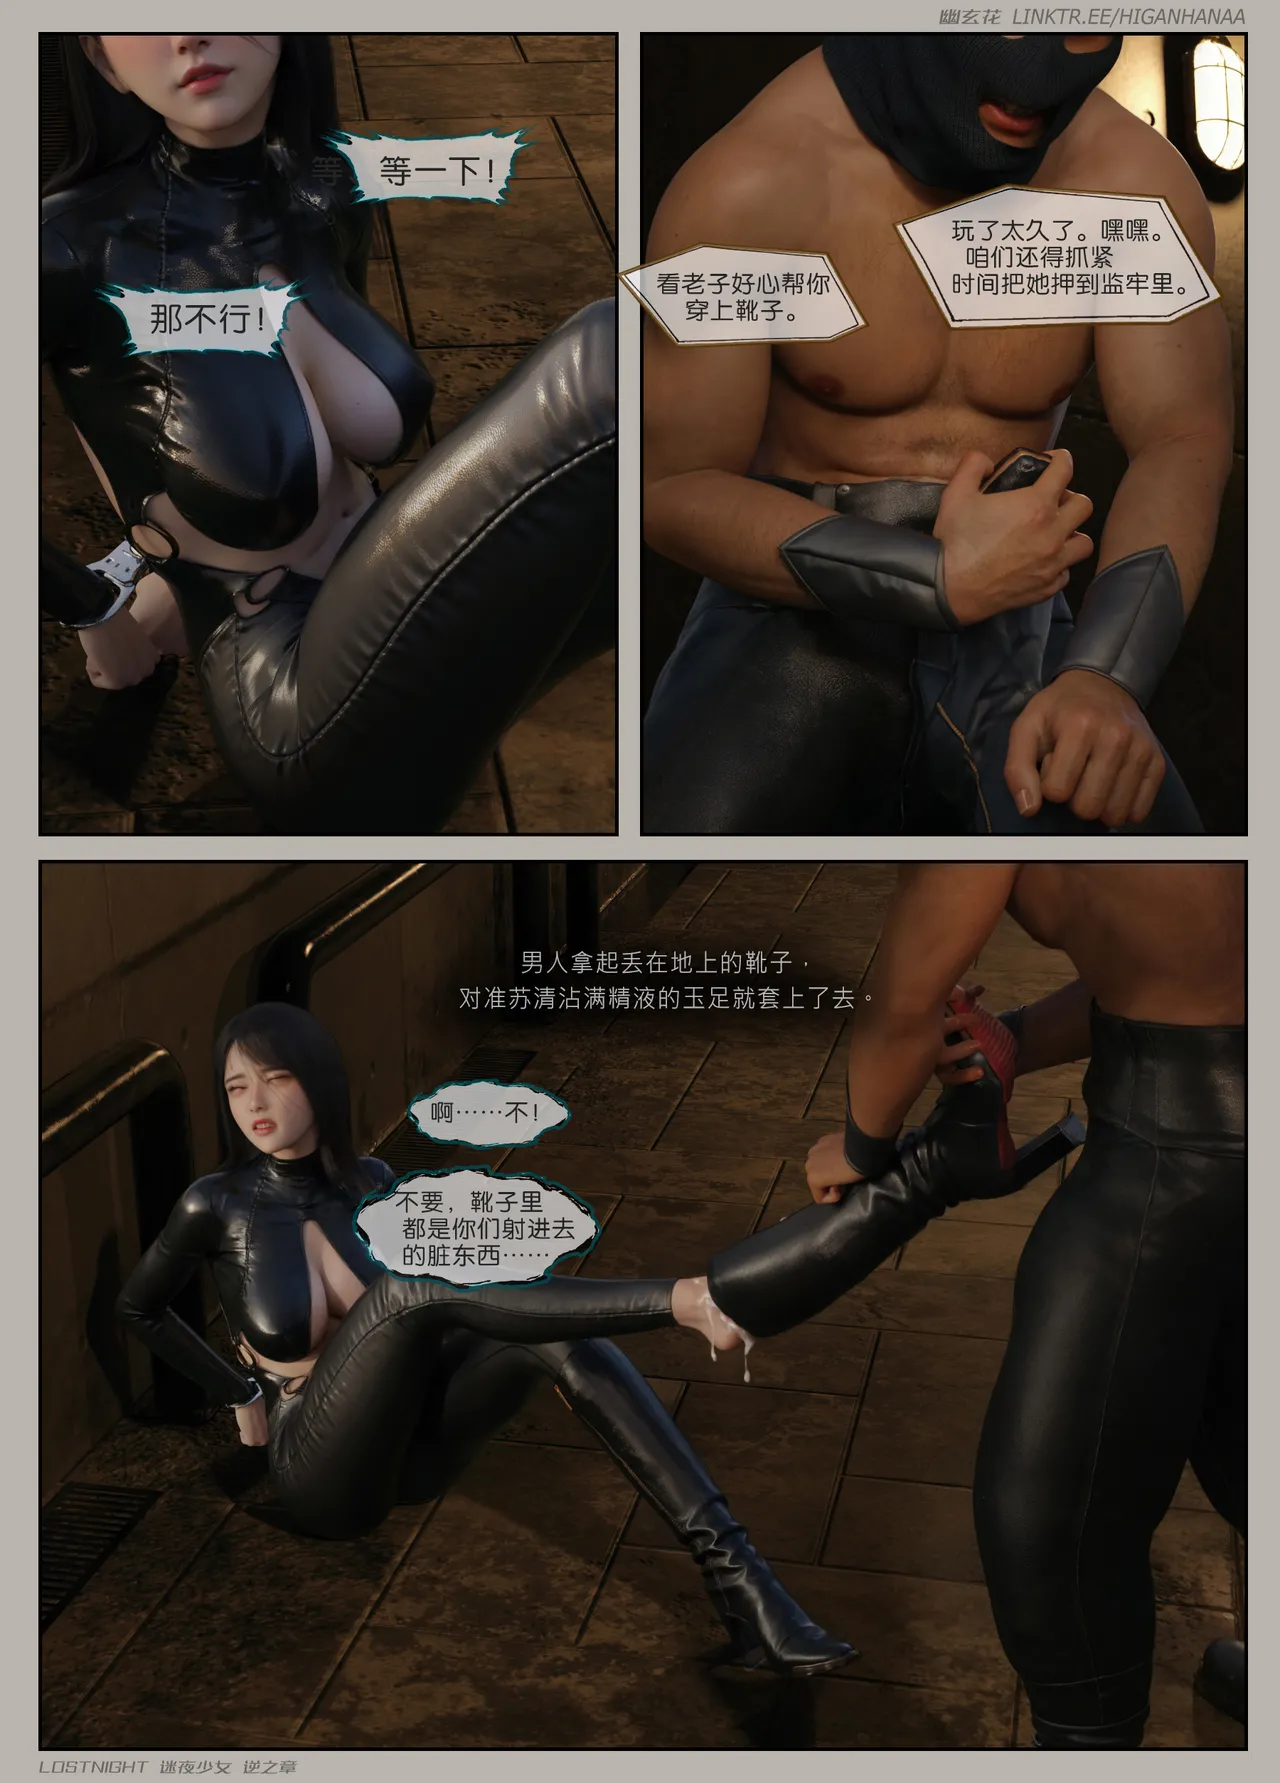 幽玄花 LINKTR.EE/HIGANHANAA
等 等一下！
那不行！
玩了太久了。嘿嘿。
咱们还得抓紧
时间把她押到监牢里。
看老子好心帮你
穿上靴子。
男人拿起丢在地上的靴子，
对准苏清沾满精液的玉足就套上了去。
啊……不！
不要，靴子里
都是你们射进去
的脏东西……
LOSTNIGHT 迷夜少女 逆之章